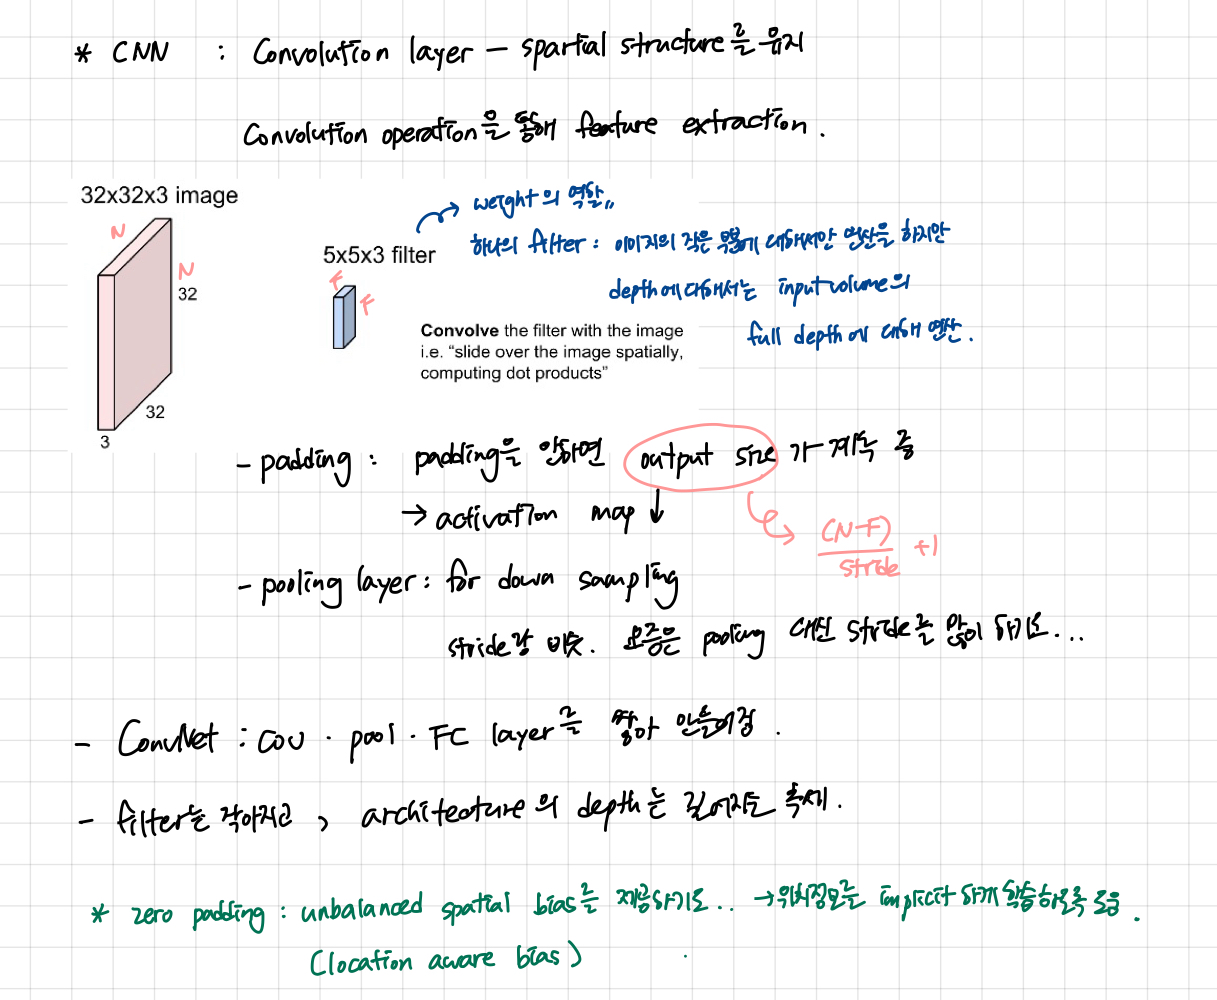 * CNN : Convolution layer – spartial structure를 유지
Convolution operation을 통해 feature extraction.
32x32x3 image
N
N
32
32
3
5x5x3 filter
F
F
→ weight의 역할,,
하나의 filter : 이미지의 작은 부분에 대해서만 연산을 하지만
depth에 대해서는 input volume의
full depth에 대해 연산.
Convolve the filter with the image
i.e. “slide over the image spatially,
computing dot products”
- padding : padding을 안하면 output size가 계속 줄
→ activation map ↓
→ (N-F)
stride +1
- pooling layer : for down sampling
stride랑 비슷. 요즘은 pooling 대신 stride를 많이 하기도...
- ConvNet : cov · pool · FC layer를 쌓아 만들어짐.
- filter는 작아지고, architecture의 depth는 깊어지는 추세.
* zero padding : unbalanced spatial bias를 제공하기도.. → 위치정보를 implicit 하게 학습하도록 도움.
(location aware bias)